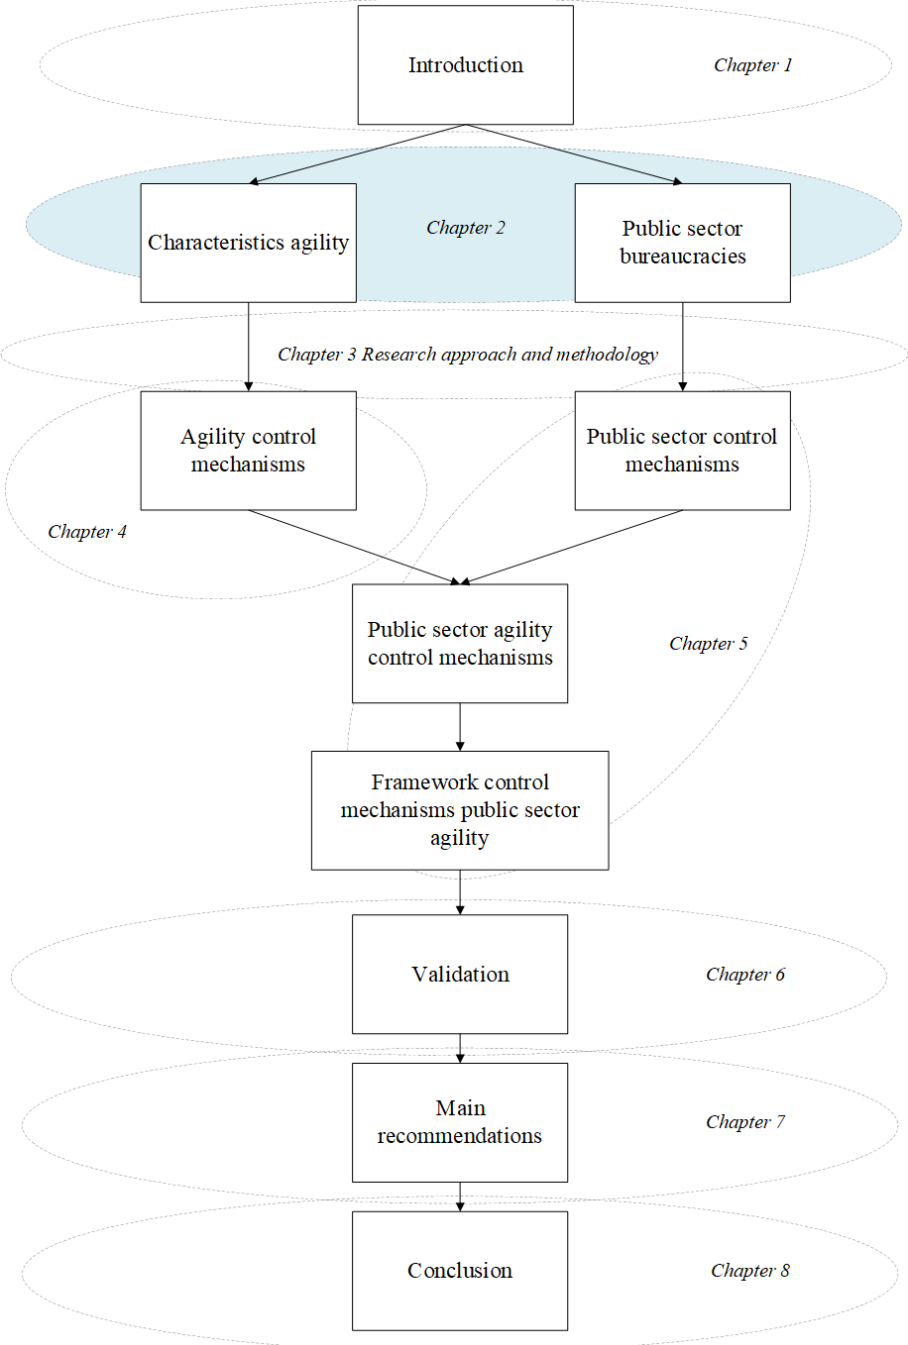 Introduction
Chapter 1
Characteristics agility
Chapter 2
Public sector
bureaucracies
Chapter 3 Research approach and methodology
Agility control
mechanisms
Public sector control
mechanisms
Chapter 4
Public sector agility
control mechanisms
Chapter 5
Framework control
mechanisms public sector
agility
Validation
Chapter 6
Main
recommendations
Chapter 7
Conclusion
Chapter 8